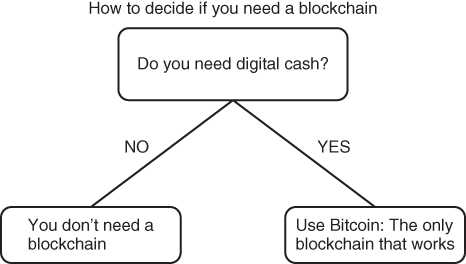 How to decide if you need a blockchain
Do you need digital cash?
NO
YES
You don’t need a
blockchain
Use Bitcoin: The only
blockchain that works